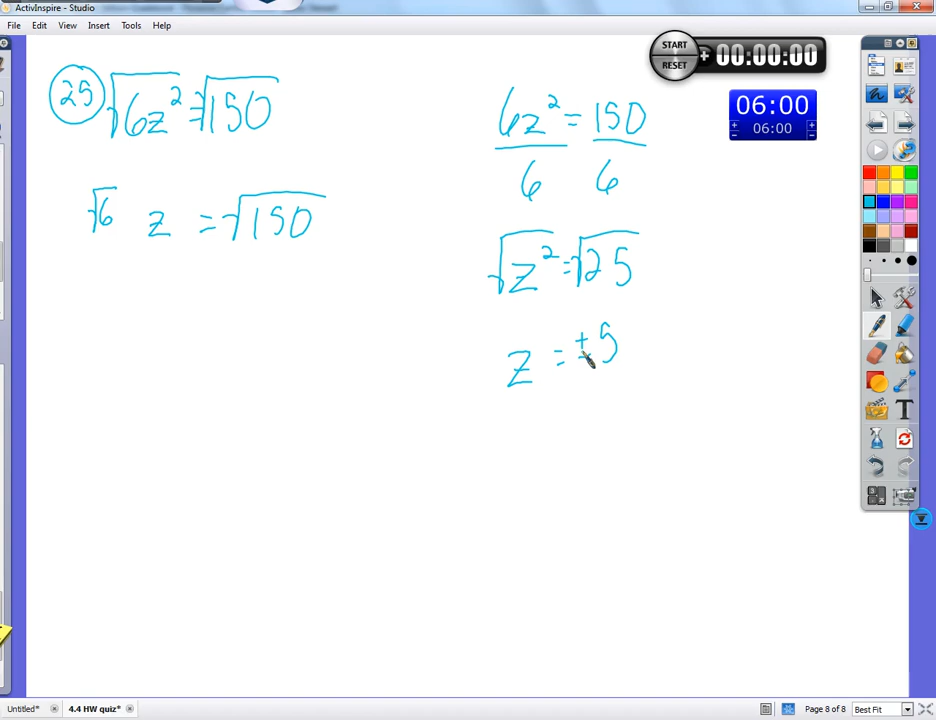 ActivInspire - Studio
File Edit View Insert Tools Help
START
RESET
00:00:00
06:00
06:00
25 √6z² = √150
√6 z = √150
6z² = 150
6 6
√z² = √25
z = ±5
T
Untitled* 4.4 HW quiz* Page 8 of 8 Best Fit